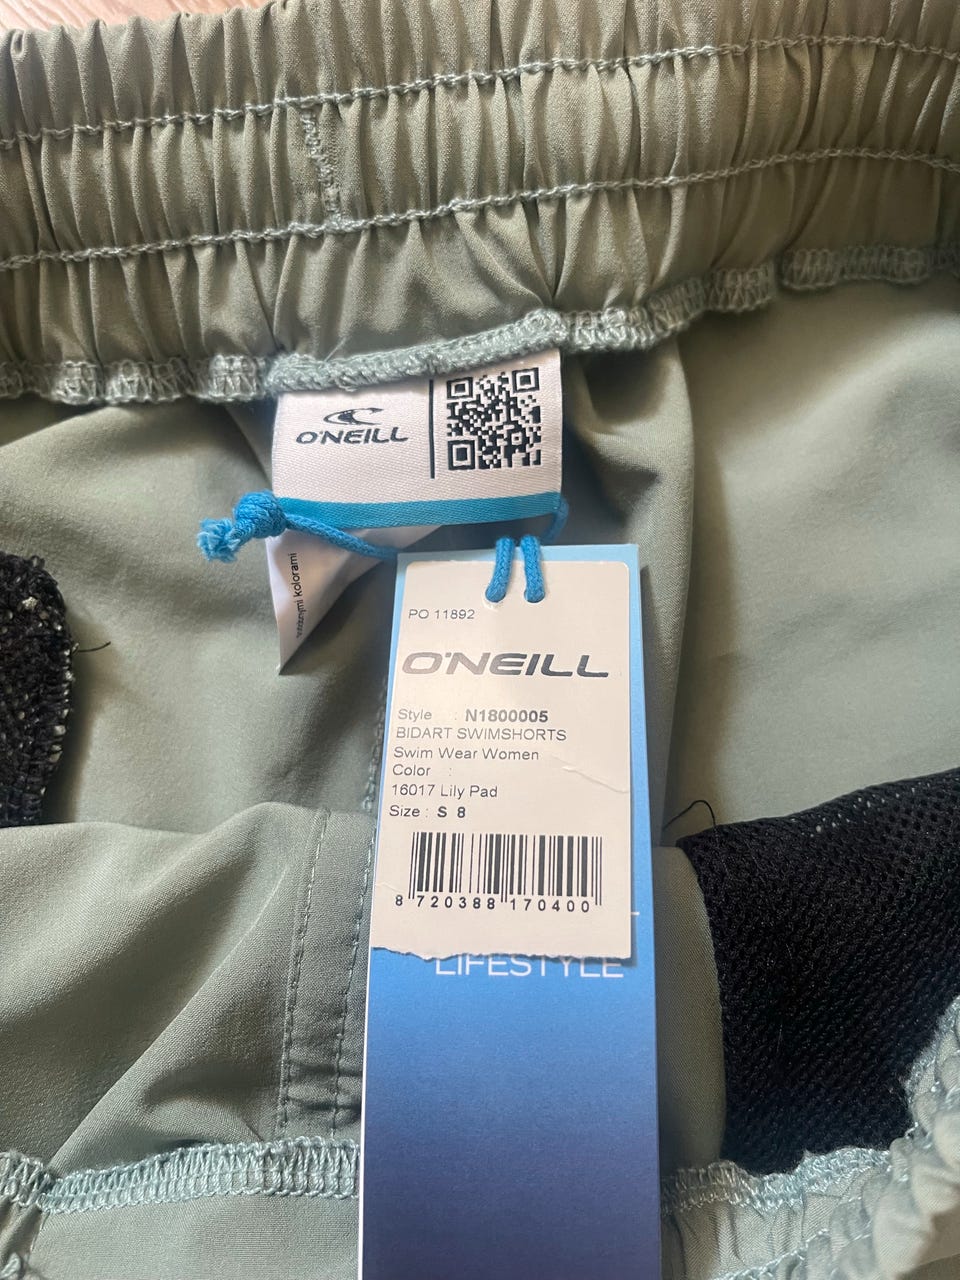 O'NEILL
kolorami
PO 11892
O'NEILL
Style : N1800005
BIDART SWIMSHORTS
Swim Wear Women
Color :
16017 Lily Pad
Size : S 8
8 720388 170400
LIFESTYLE